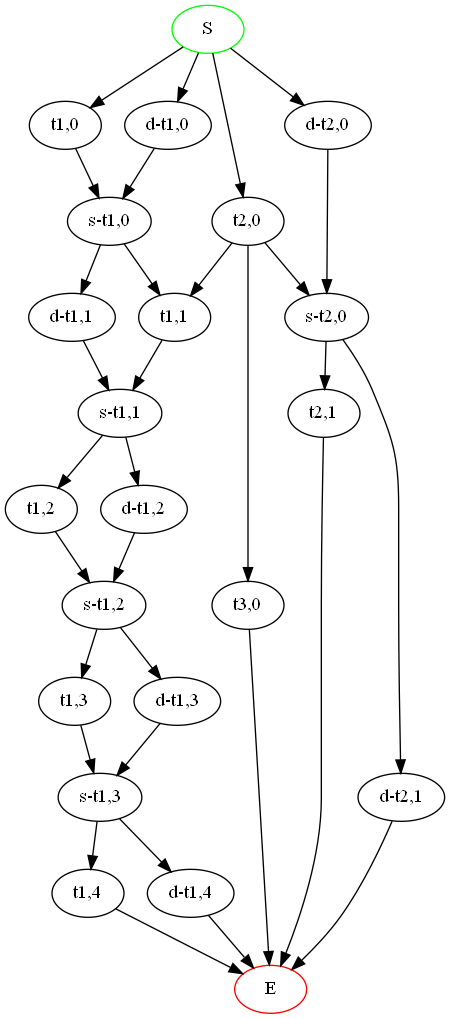 S
t1,0
d-t1,0
d-t2,0
s-t1,0
t2,0
d-t1,1
t1,1
s-t2,0
s-t1,1
t2,1
t1,2
d-t1,2
s-t1,2
t3,0
t1,3
d-t1,3
s-t1,3
d-t2,1
t1,4
d-t1,4
E